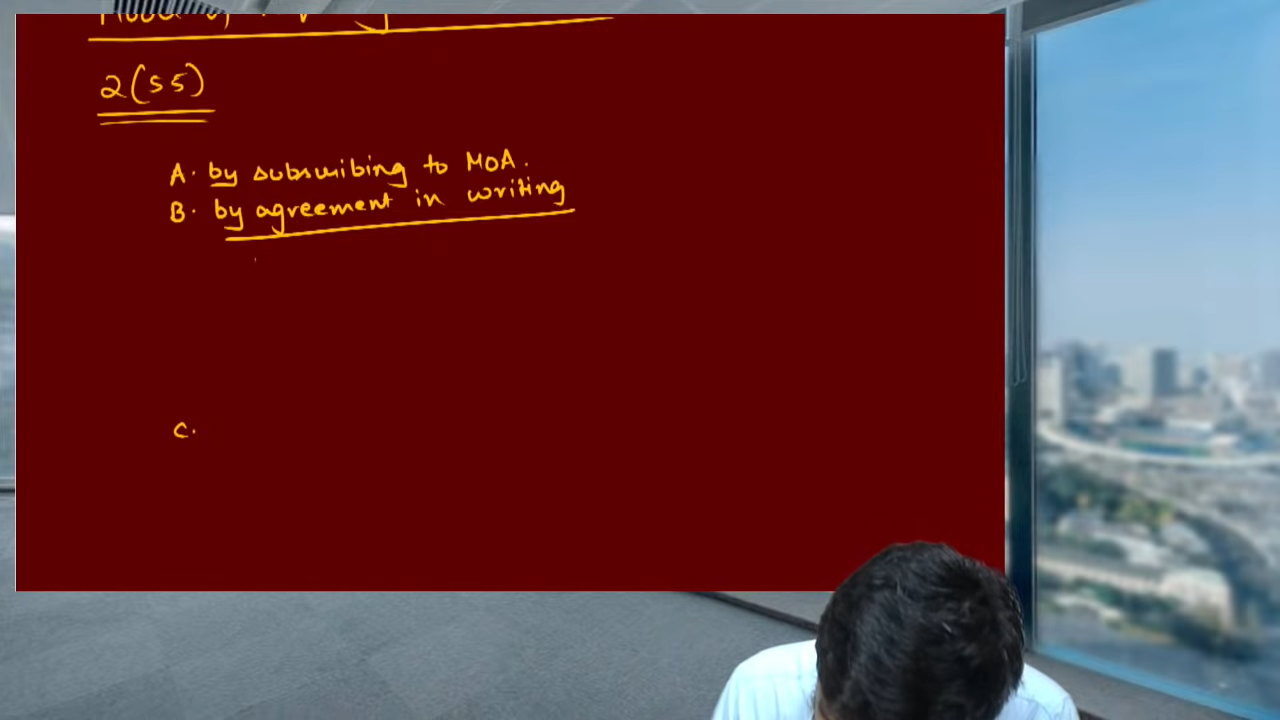 2(55)
A. by subscribing to MOA.
B. by agreement in writing
C.